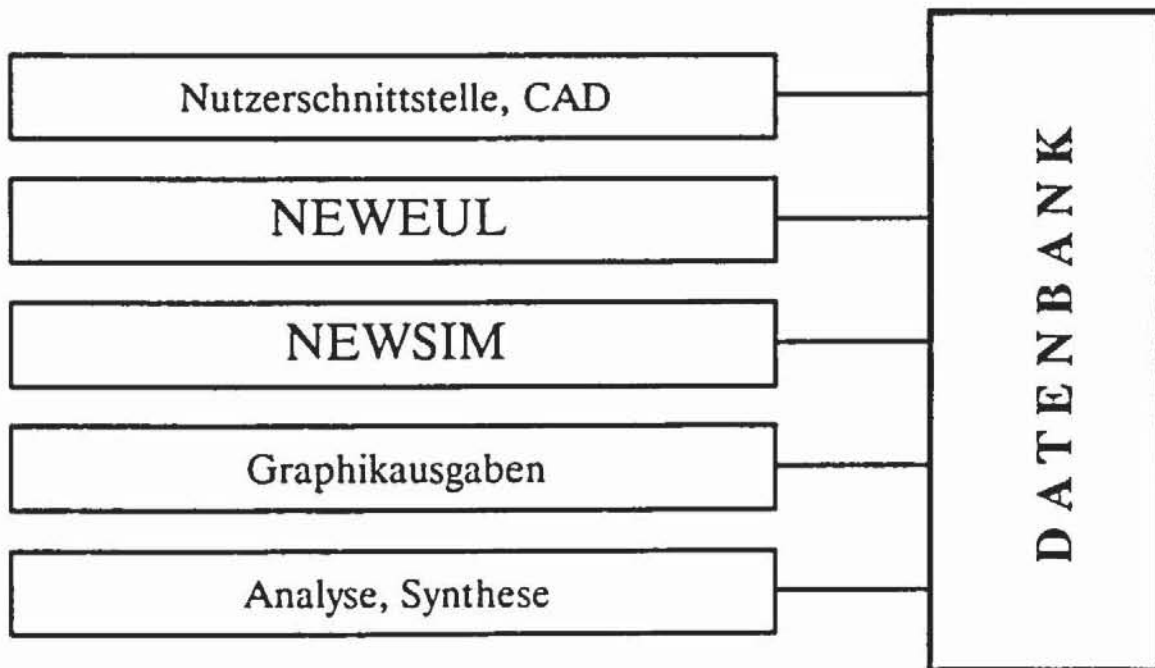 Nutzerschnittstelle, CAD
NEWEUL
NEWSIM
Graphikausgaben
Analyse, Synthese
DATENBANK